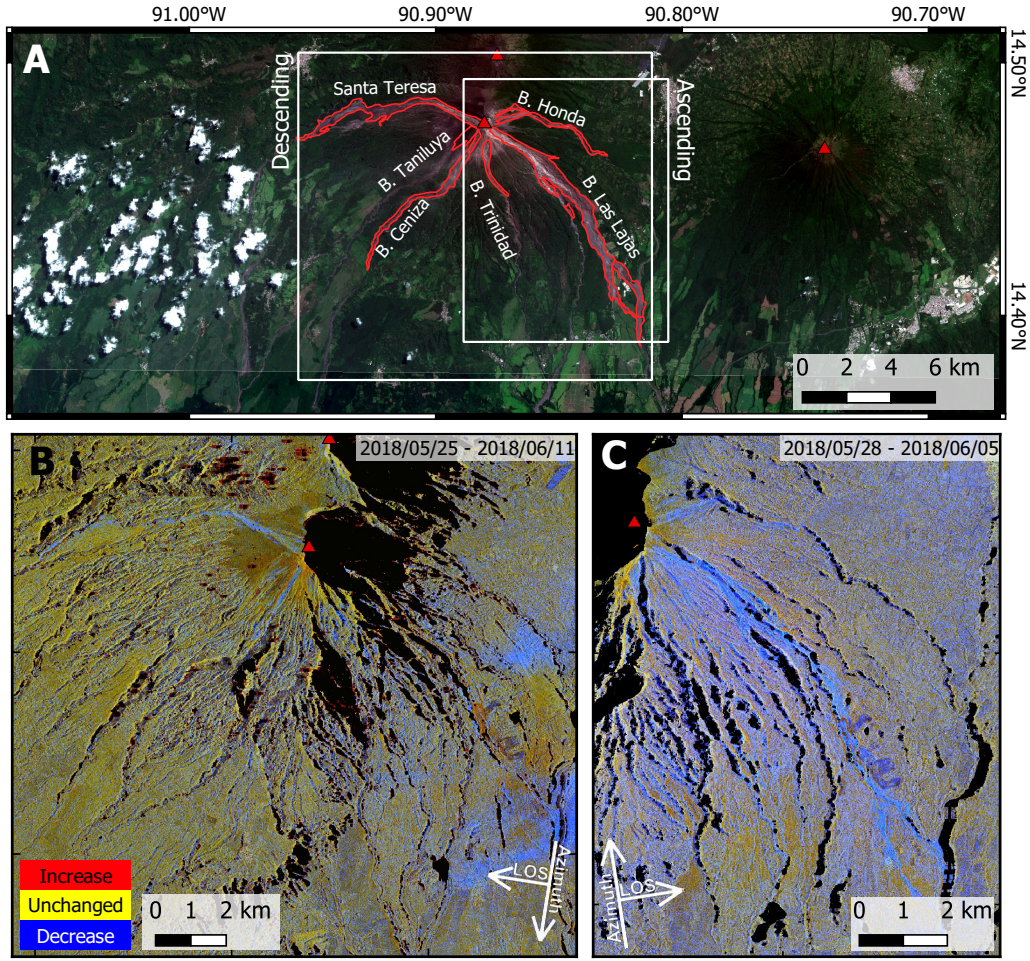 91.00°W 90.90°W 90.80°W 90.70°W
A
14.50°N
14.40°N
Descending
Ascending
Santa Teresa
B. Honda
B. Taniluya
B. Ceniza
B. Trinidad
B. Las Lajas
0 2 4 6 km
B
2018/05/25 - 2018/06/11
Increase
Unchanged
Decrease
0 1 2 km
LOS
Azimuth
C
2018/05/28 - 2018/06/05
Azimuth
LOS
0 1 2 km